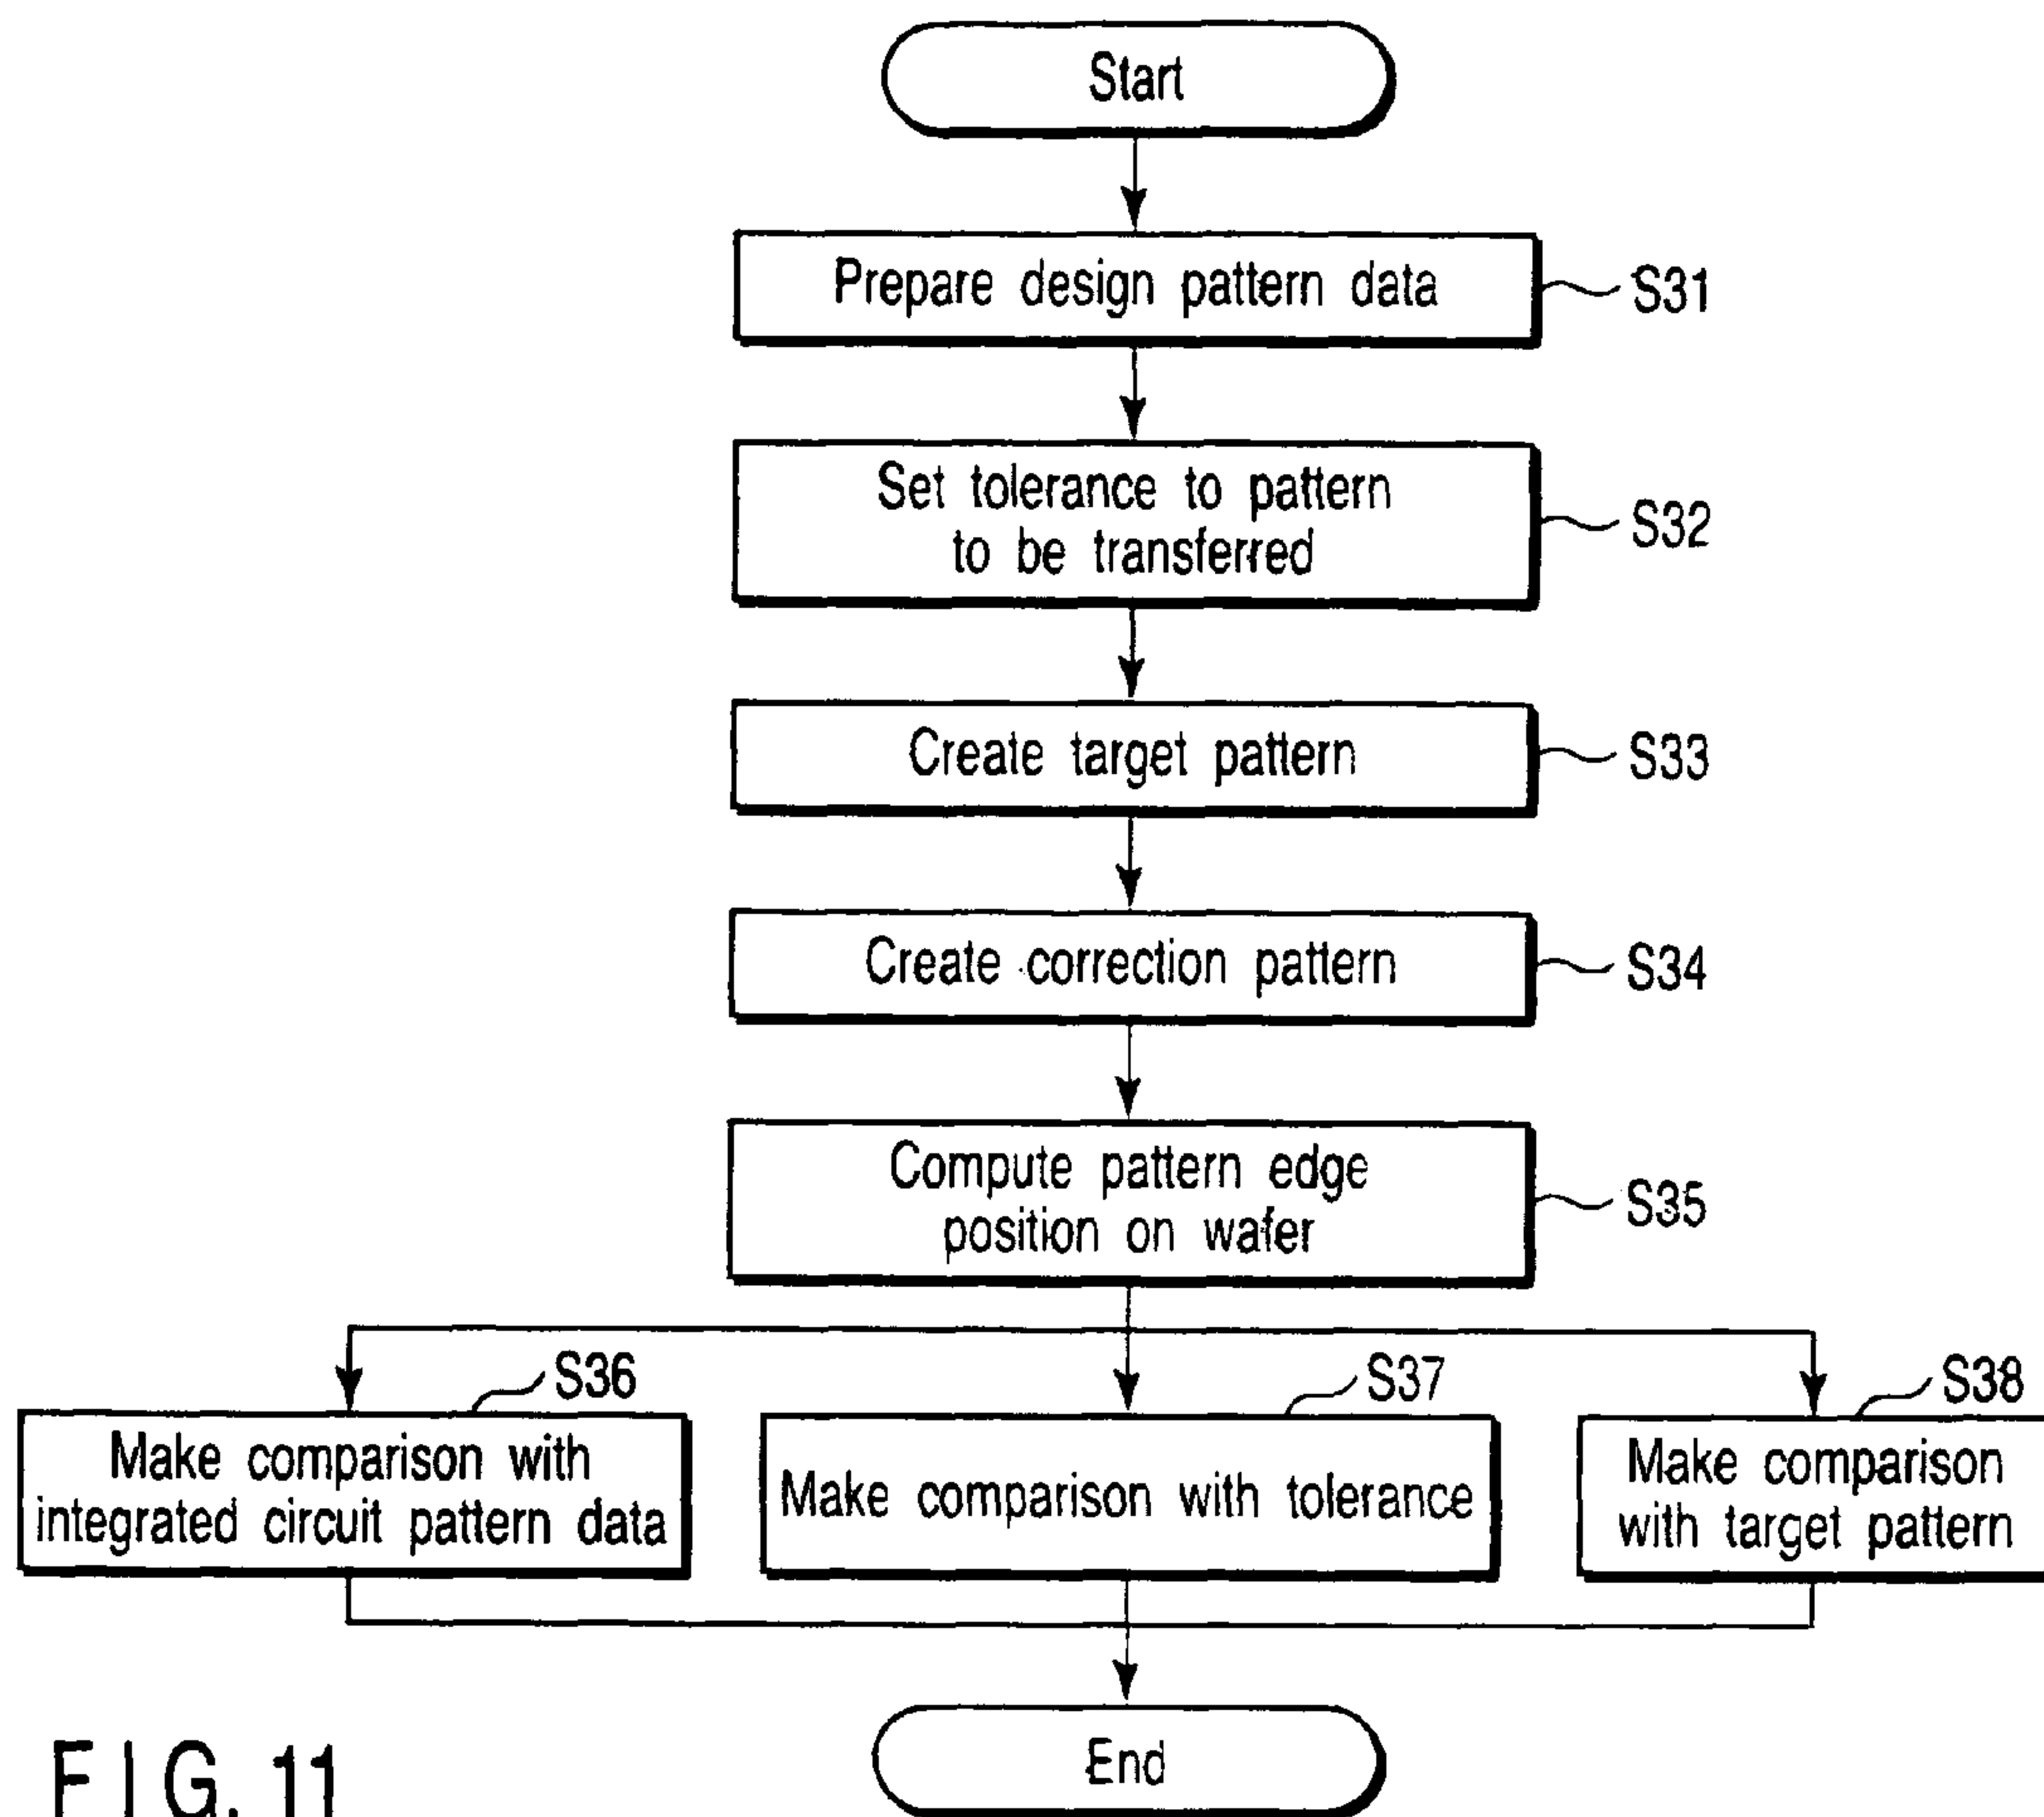 Start
Prepare design pattern data
S31
Set tolerance to pattern
to be transferred
S32
Create target pattern
S33
Create correction pattern
S34
Compute pattern edge
position on wafer
S35
S36
Make comparison with
integrated circuit pattern data
S37
Make comparison with tolerance
S38
Make comparison
with target pattern
End
FIG. 11